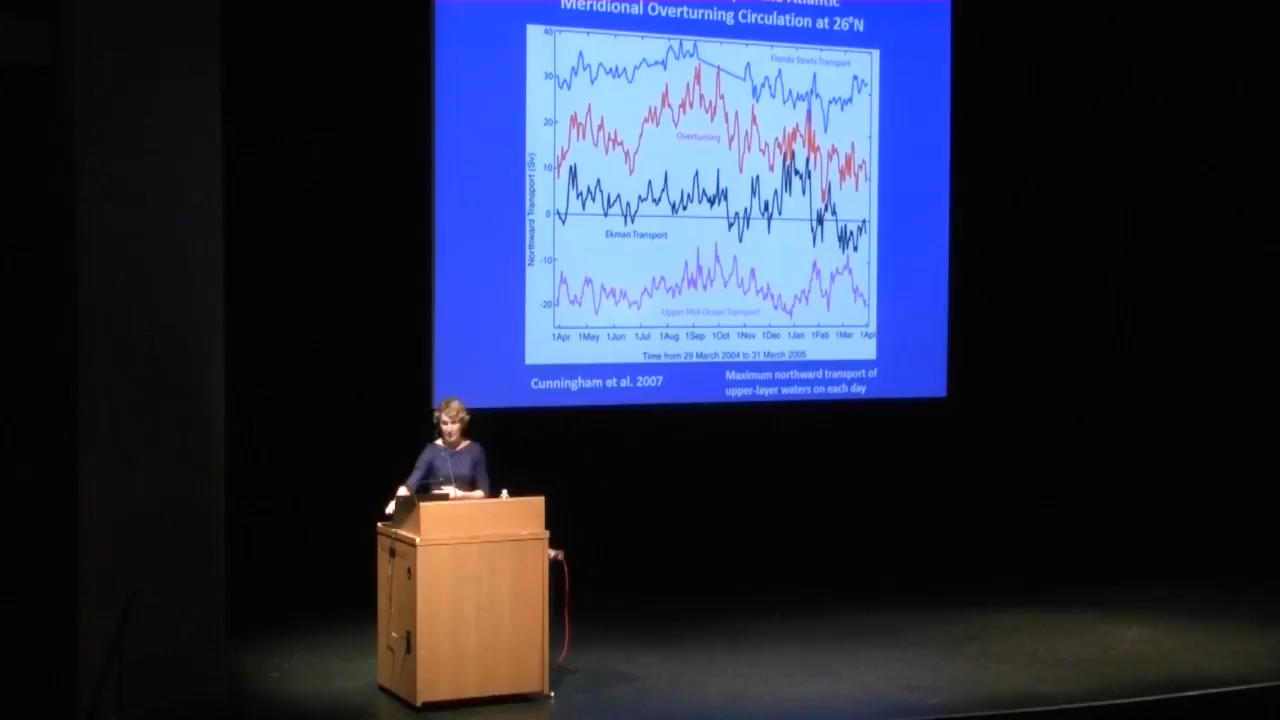 Atlantic
Meridional Overturning Circulation at 26°N
40
30
20
10
0
-10
-20
Northward Transport (Sv)
Florida Straits Transport
Overturning
Ekman Transport
Upper Mid-Ocean Transport
1Apr 1May 1Jun 1Jul 1Aug 1Sep 1Oct 1Nov 1Dec 1Jan 1Feb 1Mar 1Apr
Time from 29 March 2004 to 31 March 2005
Cunningham et al. 2007
Maximum northward transport of
upper-layer waters on each day